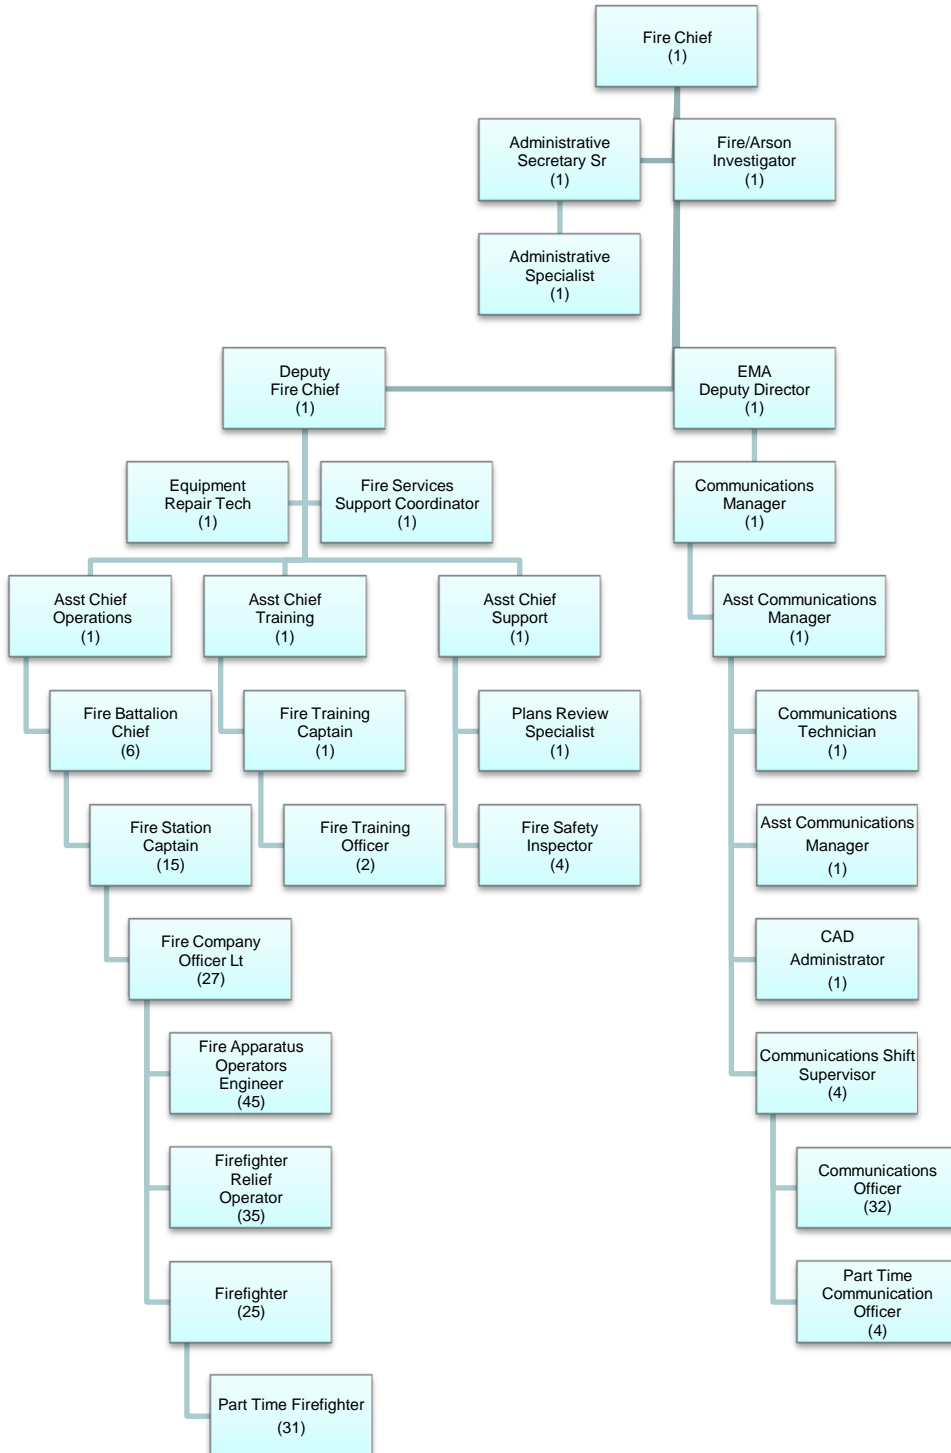 Fire Chief
(1)
Administrative
Secretary Sr
(1)
Fire/Arson
Investigator
(1)
Administrative
Specialist
(1)
Deputy
Fire Chief
(1)
EMA
Deputy Director
(1)
Equipment
Repair Tech
(1)
Fire Services
Support Coordinator
(1)
Communications
Manager
(1)
Asst Chief
Operations
(1)
Asst Chief
Training
(1)
Asst Chief
Support
(1)
Asst Communications
Manager
(1)
Fire Battalion
Chief
(6)
Fire Training
Captain
(1)
Plans Review
Specialist
(1)
Communications
Technician
(1)
Fire Station
Captain
(15)
Fire Training
Officer
(2)
Fire Safety
Inspector
(4)
Asst Communications
Manager
(1)
Fire Company
Officer Lt
(27)
CAD
Administrator
(1)
Fire Apparatus
Operators
Engineer
(45)
Communications Shift
Supervisor
(4)
Firefighter
Relief
Operator
(35)
Communications
Officer
(32)
Firefighter
(25)
Part Time
Communication
Officer
(4)
Part Time Firefighter
(31)